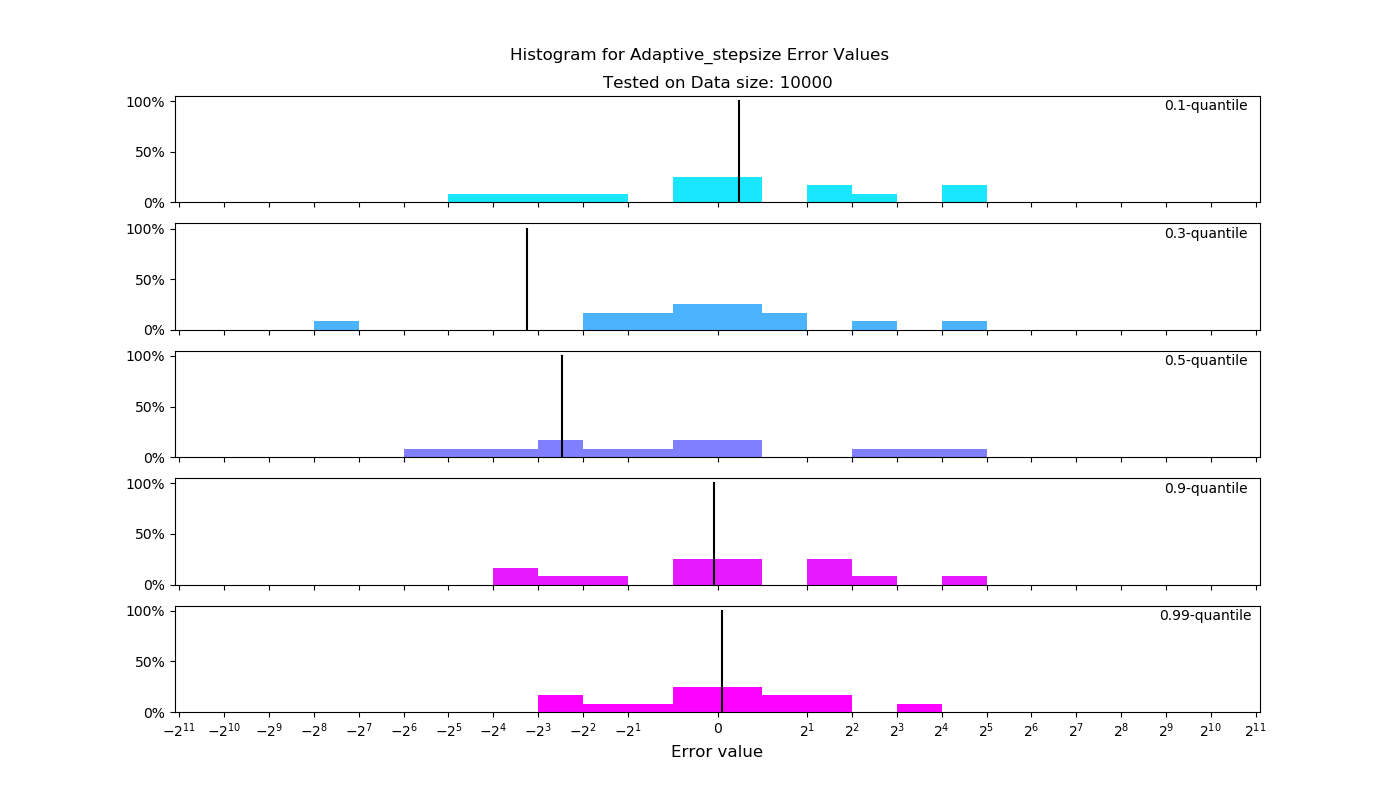 Histogram for Adaptive_stepsize Error Values
Tested on Data size: 10000
100%
0.1-quantile
50%
0%
100%
0.3-quantile
50%
0%
100%
0.5-quantile
50%
0%
100%
0.9-quantile
50%
0%
100%
0.99-quantile
50%
0%
−2¹¹ −2¹⁰ −2⁹ −2⁸ −2⁷ −2⁶ −2⁵ −2⁴ −2³ −2² −2¹ 0 2¹ 2² 2³ 2⁴ 2⁵ 2⁶ 2⁷ 2⁸ 2⁹ 2¹⁰ 2¹¹
Error value